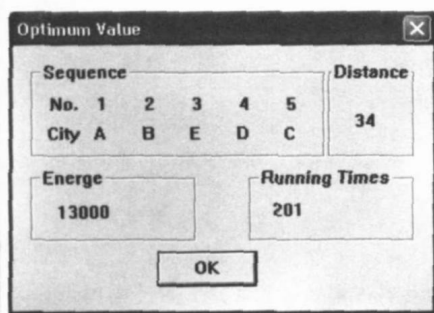 Optimum Value
Sequence
No. 1 2 3 4 5
City A B E D C
Distance
34
Energe
13000
Running Times
201
OK